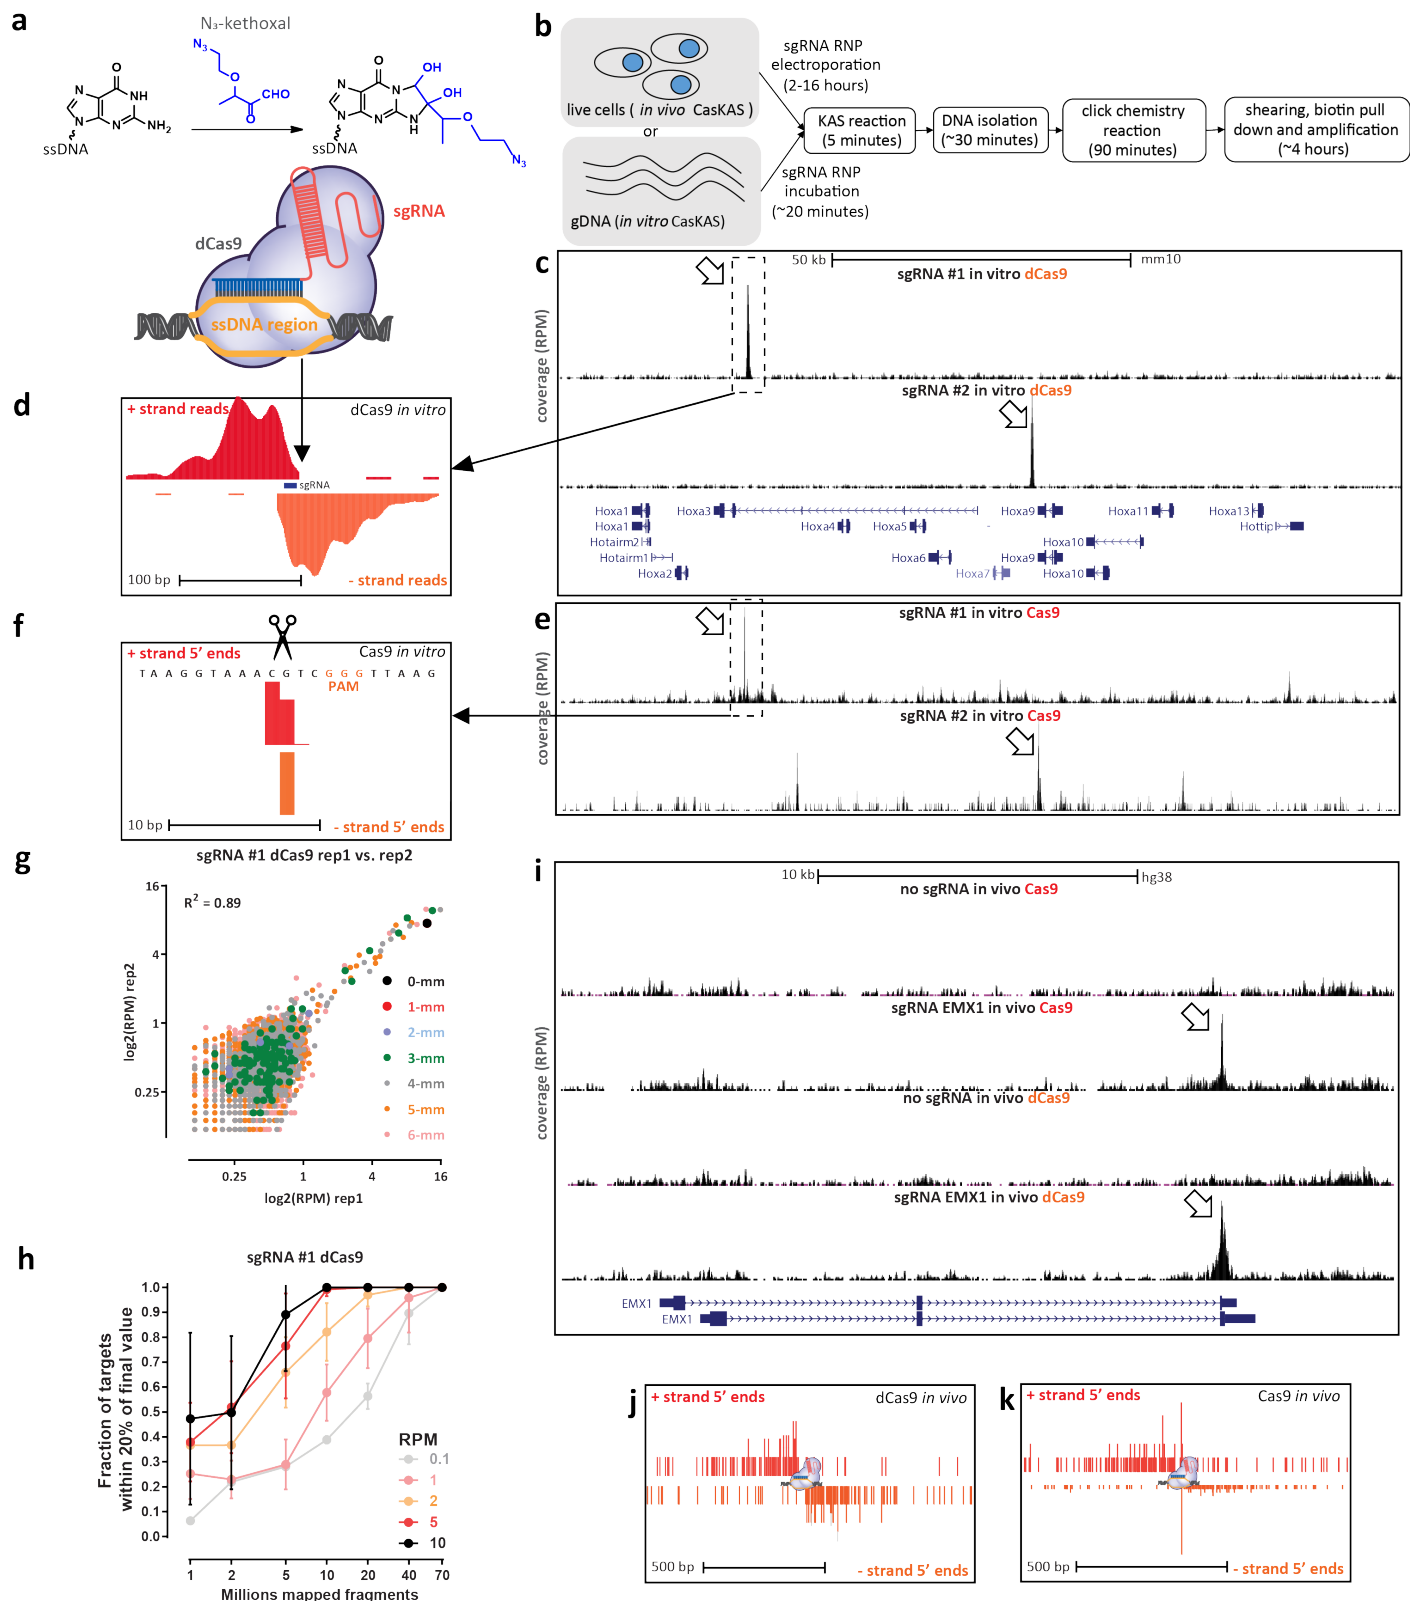 a
N₃-kethoxal
N₃
O
O
CHO
O
N
NH
N
H
N
NH₂
ssDNA
O
OH
N
N
OH
N
H
N
N
H
O
N₃
ssDNA
sgRNA
dCas9
ssDNA region
b
live cells ( in vivo CasKAS )
or
gDNA (in vitro CasKAS)
sgRNA RNP
electroporation
(2-16 hours)
sgRNA RNP
incubation
(~20 minutes)
KAS reaction
(5 minutes)
DNA isolation
(~30 minutes)
click chemistry
reaction
(90 minutes)
shearing, biotin pull
down and amplification
(~4 hours)
c
50 kb
mm10
sgRNA #1 in vitro dCas9
coverage (RPM)
sgRNA #2 in vitro dCas9
Hoxa1
Hoxa3
Hoxa9
Hoxa11
Hoxa13
Hoxa1
Hoxa4
Hoxa5
Hottip
Hotairm2
Hoxa10
Hotairm1
Hoxa6
Hoxa9
Hoxa2
Hoxa7
Hoxa10
d
+ strand reads
dCas9 in vitro
sgRNA
100 bp
- strand reads
e
sgRNA #1 in vitro Cas9
coverage (RPM)
sgRNA #2 in vitro Cas9
f
+ strand 5’ ends
Cas9 in vitro
T A A G G T A A A C G T C G G G T T A A G
PAM
10 bp
- strand 5’ ends
g
sgRNA #1 dCas9 rep1 vs. rep2
R² = 0.89
16
4
1
0.25
log2(RPM) rep2
0-mm
1-mm
2-mm
3-mm
4-mm
5-mm
6-mm
0.25
1
4
16
log2(RPM) rep1
h
sgRNA #1 dCas9
Fraction of targets
within 20% of final value
1.0
0.9
0.8
0.7
0.6
0.5
0.4
0.3
0.2
0.1
0.0
RPM
0.1
1
2
5
10
1
2
5
10
20
40
70
Millions mapped fragments
i
10 kb
hg38
no sgRNA in vivo Cas9
sgRNA EMX1 in vivo Cas9
coverage (RPM)
no sgRNA in vivo dCas9
sgRNA EMX1 in vivo dCas9
EMX1
EMX1
j
+ strand 5’ ends
dCas9 in vivo
500 bp
- strand 5’ ends
k
+ strand 5’ ends
Cas9 in vivo
500 bp
- strand 5’ ends